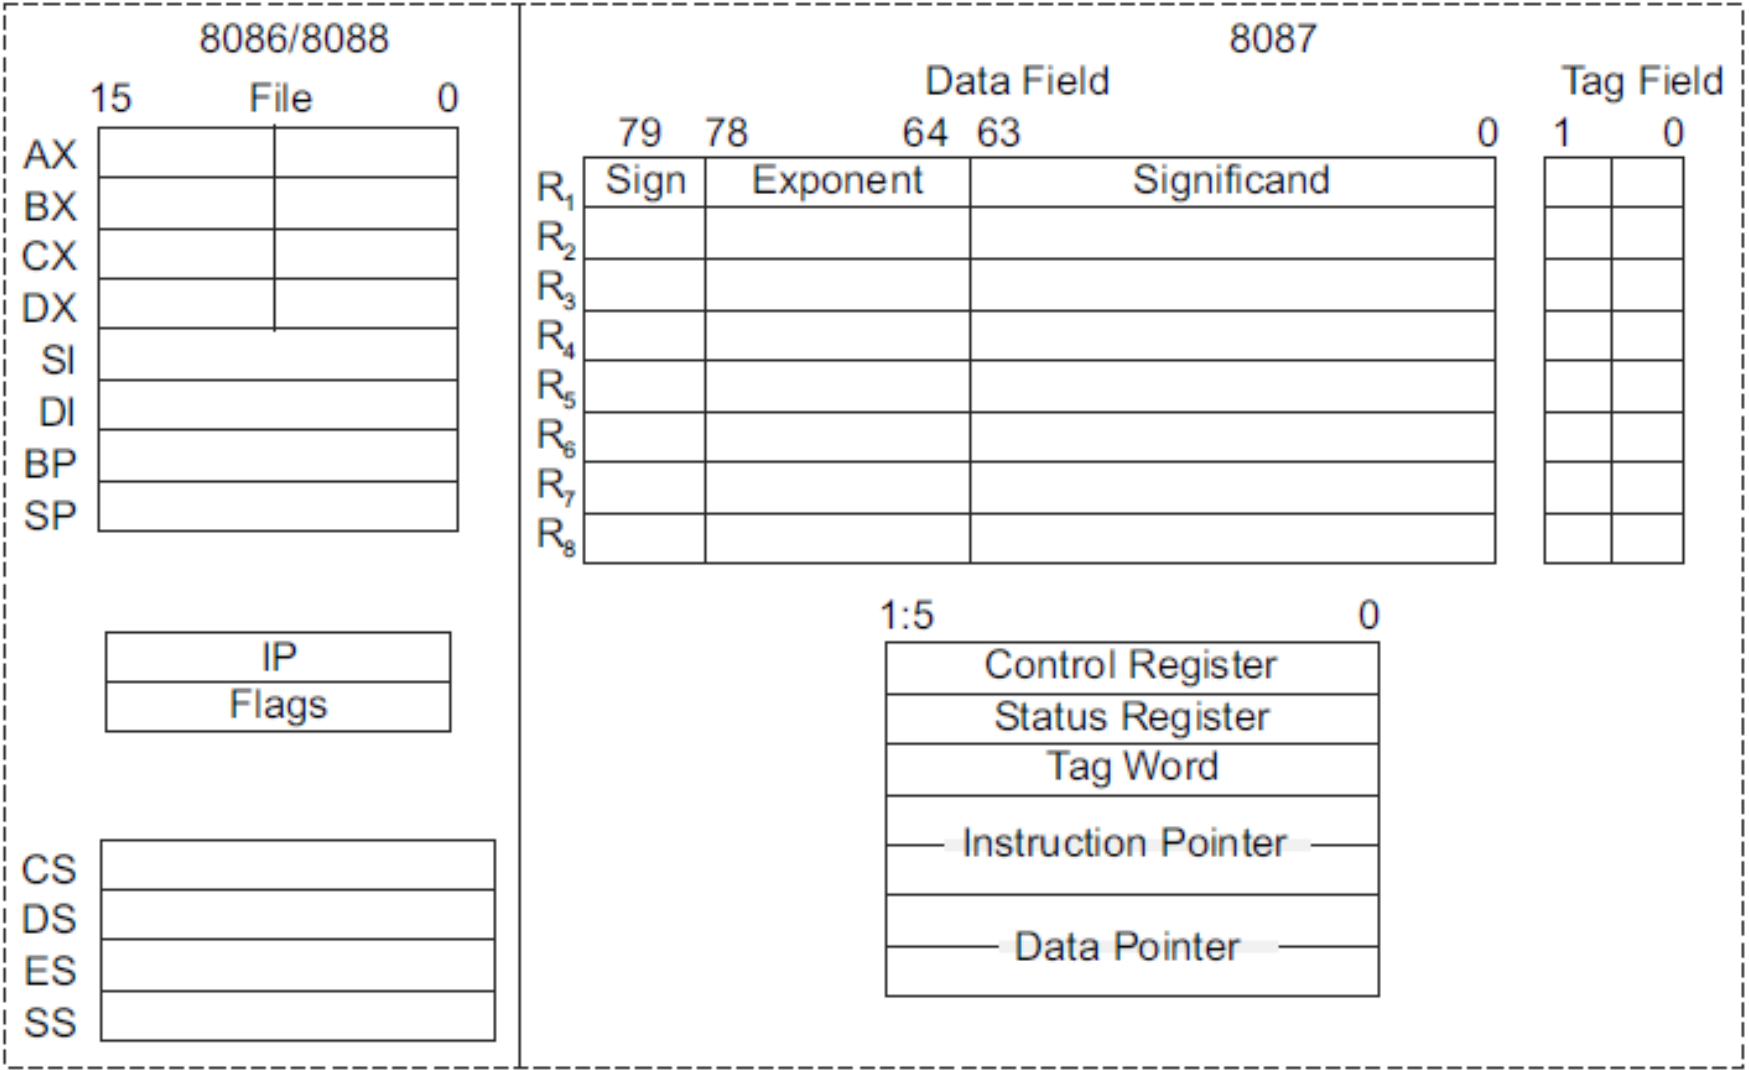 8086/8088
15 File 0
AX
BX
CX
DX
SI
DI
BP
SP
IP
Flags
CS
DS
ES
SS
8087
Data Field Tag Field
79 78 64 63 0 1 0
R1 Sign Exponent Significand
R2
R3
R4
R5
R6
R7
R8
1:5 0
Control Register
Status Register
Tag Word
Instruction Pointer
Data Pointer